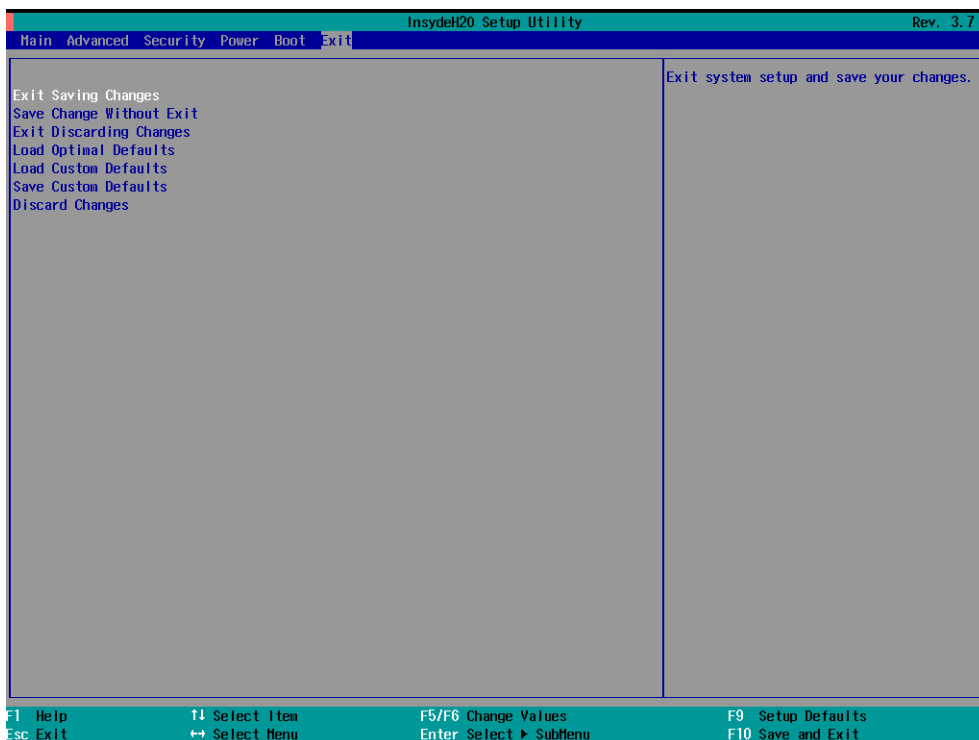 InsydeH20 Setup Utility Rev. 3.7
Main Advanced Security Power Boot Exit
Exit system setup and save your changes.
Exit Saving Changes
Save Change Without Exit
Exit Discarding Changes
Load Optimal Defaults
Load Custom Defaults
Save Custom Defaults
Discard Changes
F1 Help ↑↓ Select Item F5/F6 Change Values F9 Setup Defaults
Esc Exit ↔ Select Menu Enter Select ▶ SubMenu F10 Save and Exit